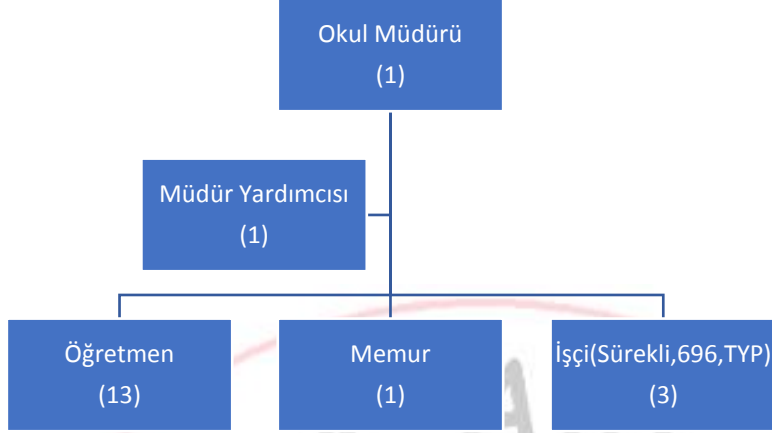 Okul Müdürü
(1)
Müdür Yardımcısı
(1)
Öğretmen
(13)
Memur
(1)
İşçi(Sürekli,696,TYP)
(3)